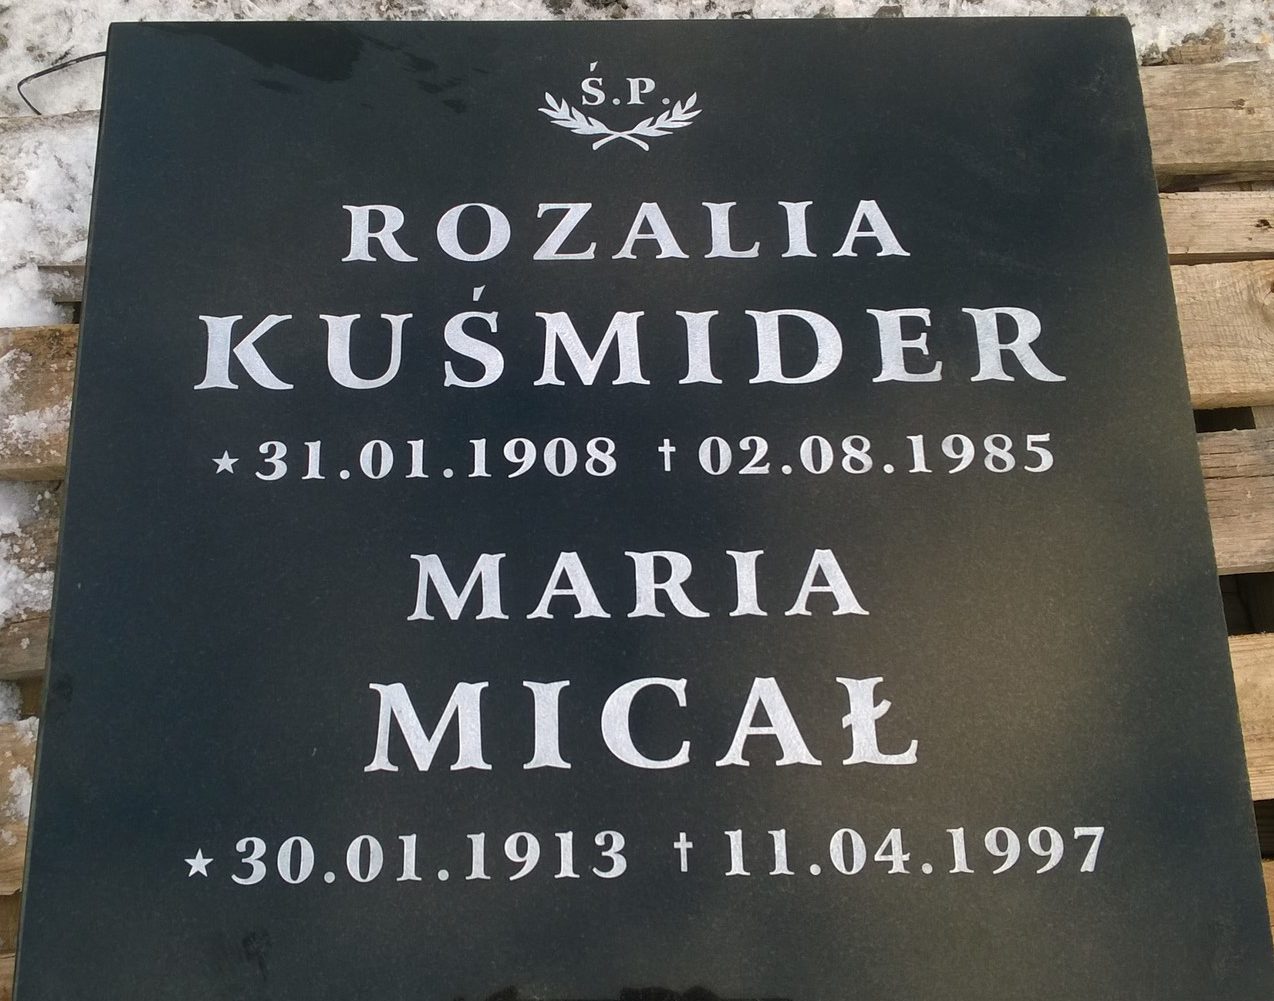 Ś.P.
ROZALIA
KUŚMIDER
★31.01.1908 †02.08.1985
MARIA
MICAŁ
★30.01.1913 †11.04.1997